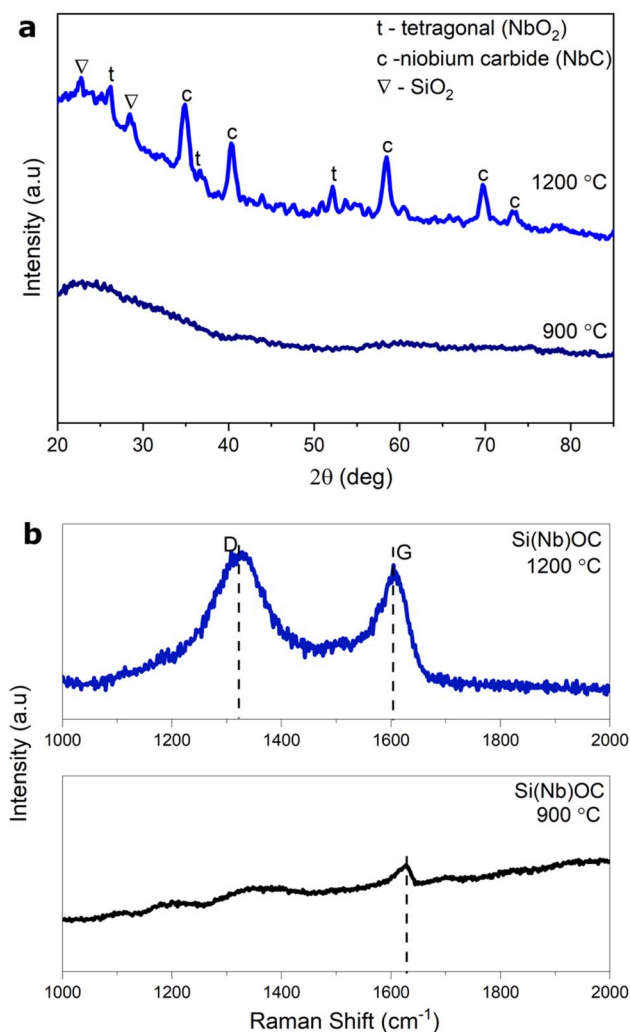 a
t - tetragonal (NbO₂)
c -niobium carbide (NbC)
∇ - SiO₂
∇
t
∇
c
t
c
t
c
c
c
1200 °C
900 °C
Intensity (a.u)
20 30 40 50 60 70 80
2θ (deg)
b
D
G
Si(Nb)OC
1200 °C
1000 1200 1400 1600 1800 2000
Intensity (a.u)
Si(Nb)OC
900 °C
1000 1200 1400 1600 1800 2000
Raman Shift (cm⁻¹)